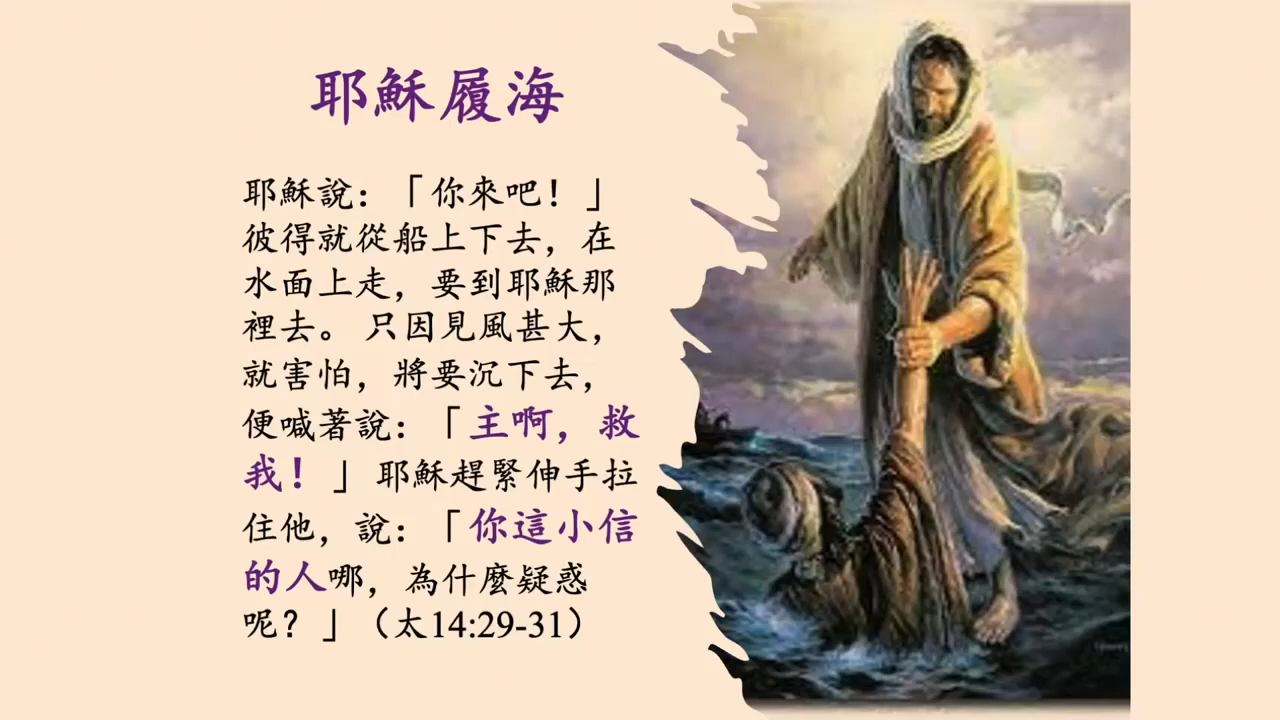 耶穌履海
耶穌說：「你來吧！」
彼得就從船上下去，在
水面上走，要到耶穌那
裡去。 只因見風甚大，
就害怕，將要沉下去，
便喊著說：「主啊，救
我！」 耶穌趕緊伸手拉
住他，說：「你這小信
的人哪，為什麼疑惑
呢？」（太14:29-31）